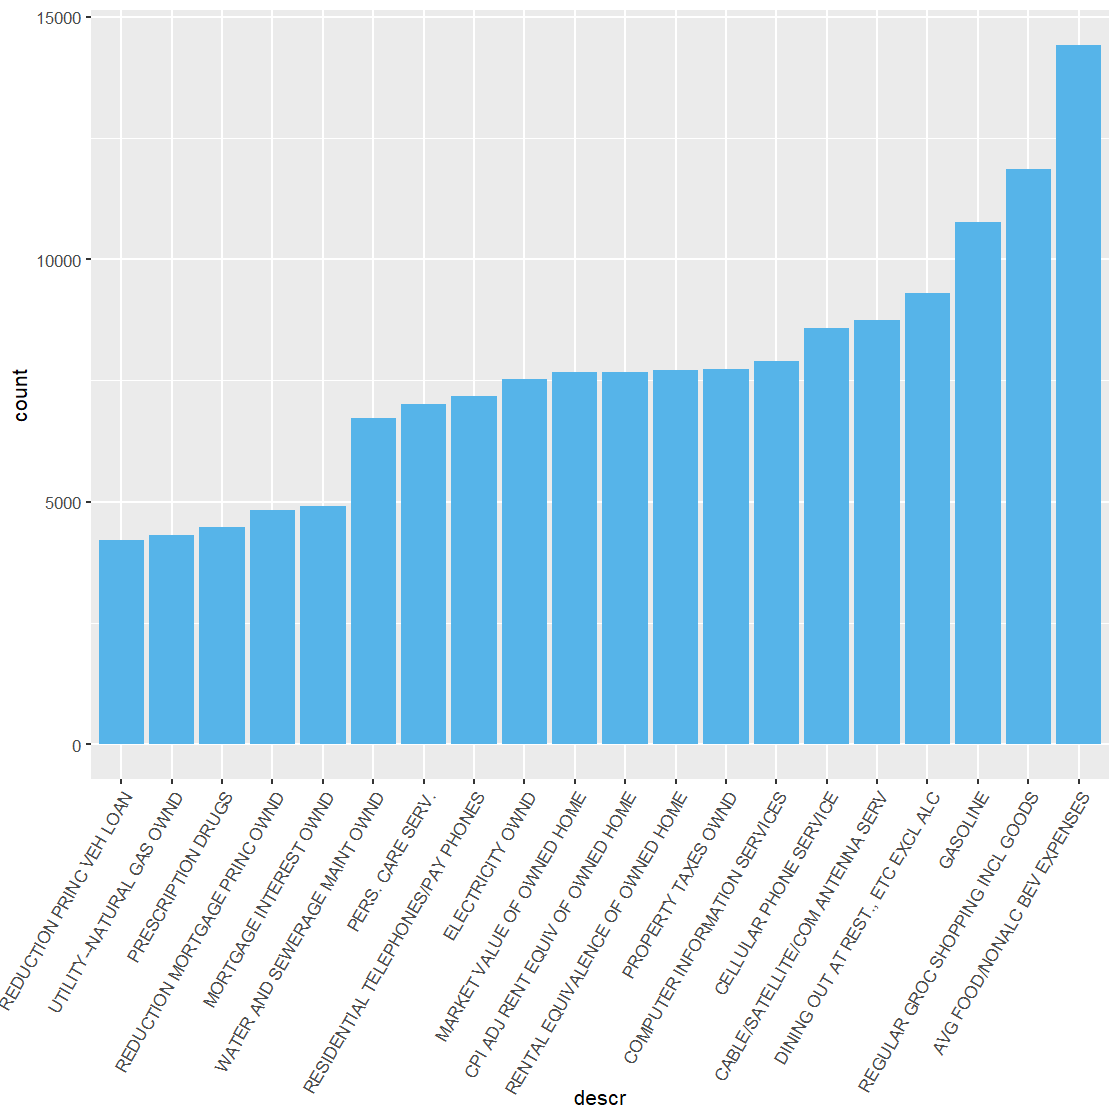 15000
10000
5000
0
count
REDUCTION PRINC VEH LOAN
UTILITY-NATURAL GAS OWND
PRESCRIPTION DRUGS
REDUCTION MORTGAGE PRINC OWND
MORTGAGE INTEREST OWND
WATER AND SEWERAGE MAINT OWND
PERS. CARE SERV.
RESIDENTIAL TELEPHONES/PAY PHONES
ELECTRICITY OWND
MARKET VALUE OF OWNED HOME
CPI ADJ RENT EQUIV OF OWNED HOME
RENTAL EQUIVALENCE OF OWNED HOME
PROPERTY TAXES OWND
COMPUTER INFORMATION SERVICES
CELLULAR PHONE SERVICE
CABLE/SATELLITE/COM ANTENNA SERV
DINING OUT AT REST., ETC EXCL ALC
GASOLINE
REGULAR GROC SHOPPING INCL GOODS
AVG FOOD/NONALC BEV EXPENSES
descr